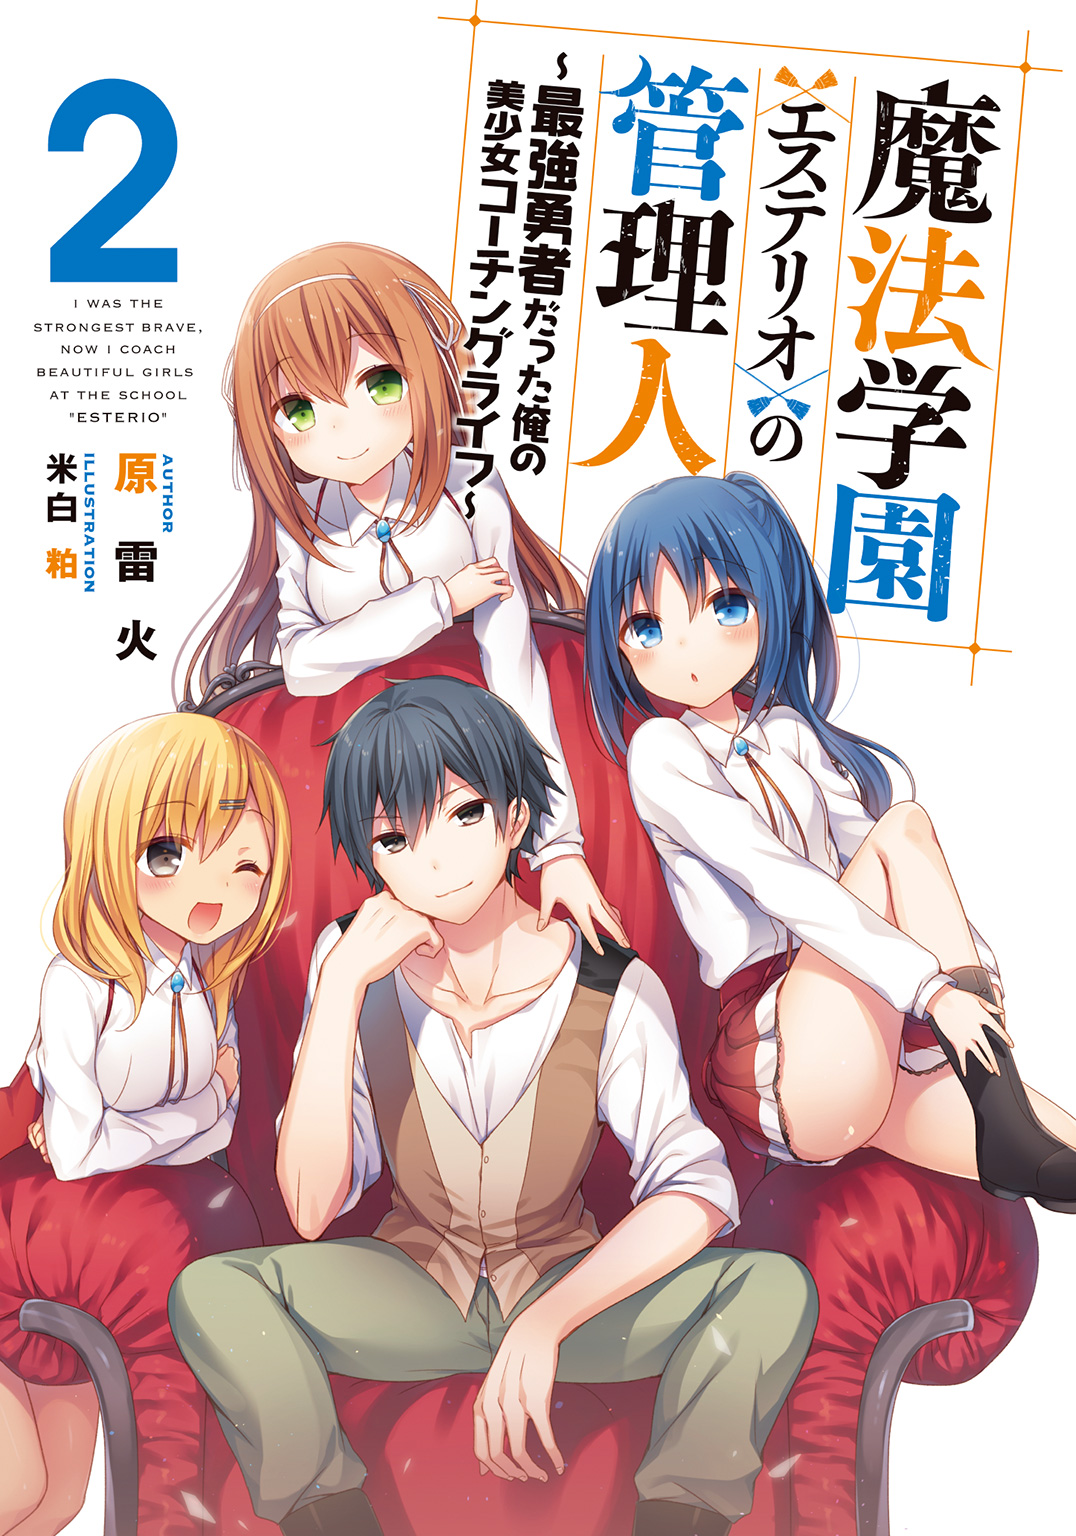 魔法学園
エステリオの
管理人
~最強勇者だった俺の
美少女コーチングライフ~
2
I WAS THE
STRONGEST BRAVE,
NOW I COACH
BEAUTIFUL GIRLS
AT THE SCHOOL
"ESTERIO"
AUTHOR
原雷火
ILLUSTRATION
米白粕